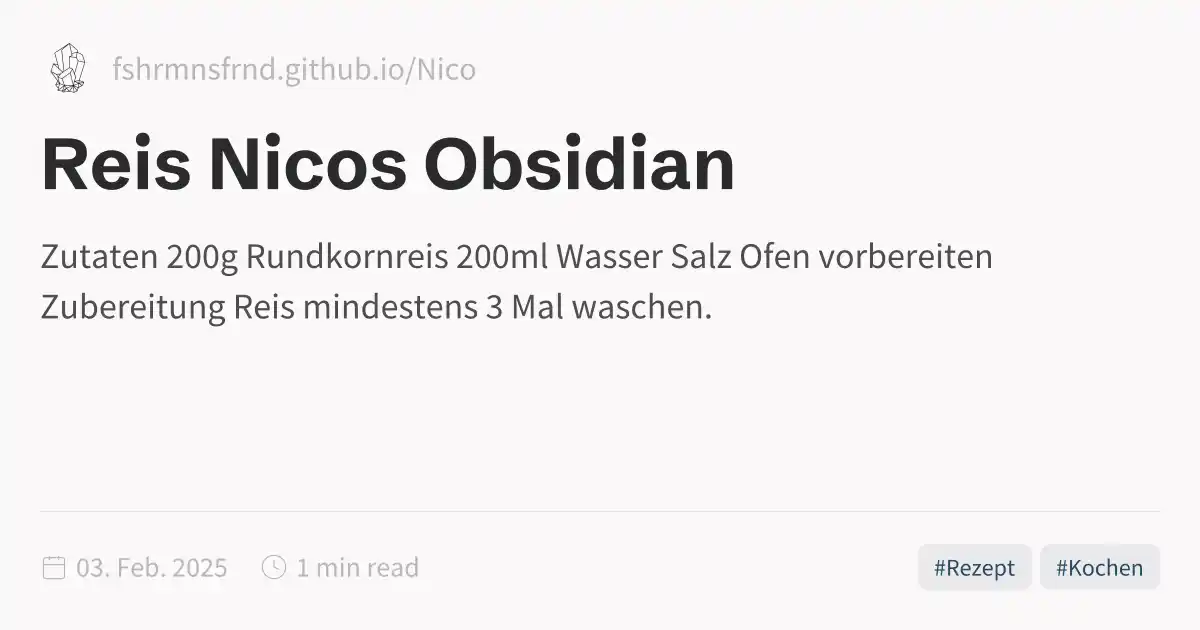 fshrmnsfrnd.github.io/Nico
Reis Nicos Obsidian
Zutaten 200g Rundkornreis 200ml Wasser Salz Ofen vorbereiten
Zubereitung Reis mindestens 3 Mal waschen.
03. Feb. 2025 1 min read #Rezept #Kochen